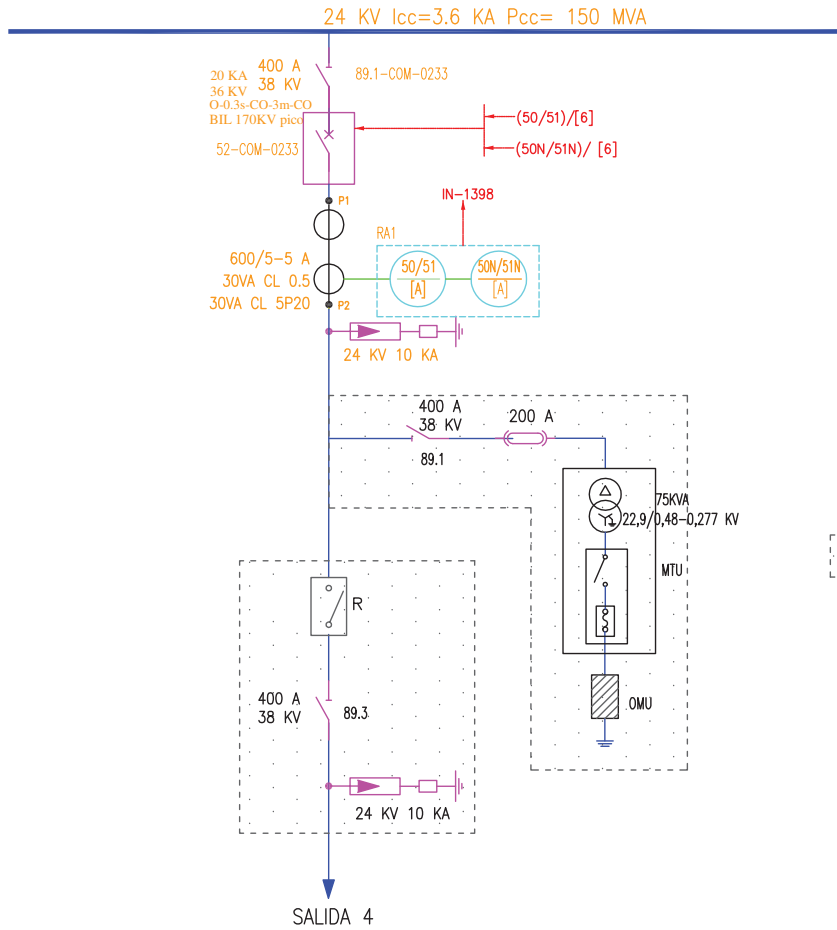 24 KV Icc=3.6 KA Pcc= 150 MVA
400 A
38 KV
89.1-COM-0233
20 KA
36 KV
O-0.3s-CO-3m-CO
BIL 170KV pico
52-COM-0233
(50/51)/[6]
(50N/51N)/ [6]
IN-1398
P1
RA1
600/5-5 A
30VA CL 0.5
30VA CL 5P20
50/51
[A]
50N/51N
[A]
P2
24 KV 10 KA
400 A
38 KV
89.1
200 A
75KVA
22,9/0,48-0,277 KV
MTU
OMU
R
400 A
38 KV
89.3
24 KV 10 KA
SALIDA 4